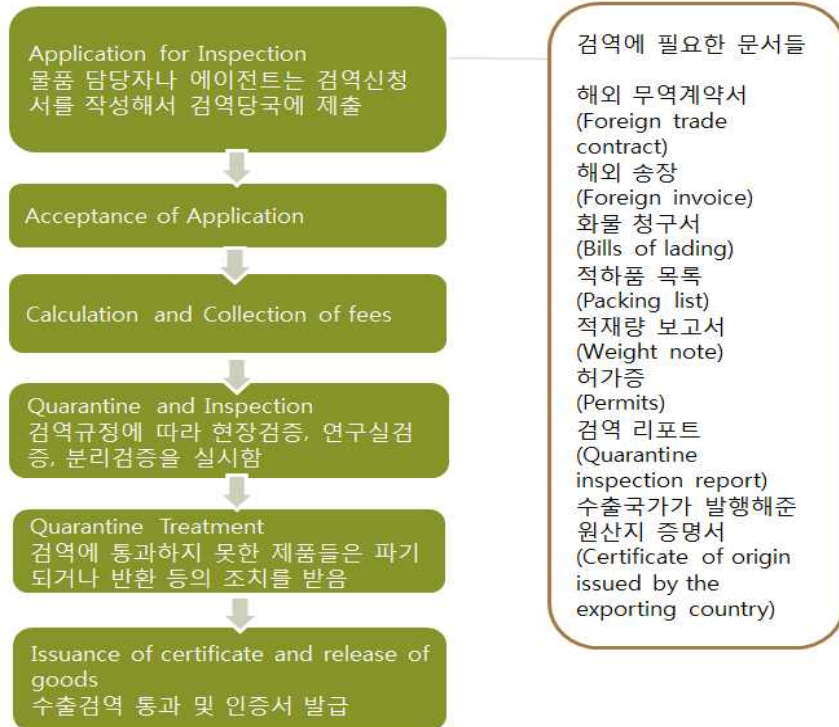 Application for Inspection
물품 담당자나 에이전트는 검역신청
서를 작성해서 검역당국에 제출
Acceptance of Application
Calculation and Collection of fees
Quarantine and Inspection
검역규정에 따라 현장검증, 연구실검
증, 분리검증을 실시함
Quarantine Treatment
검역에 통과하지 못한 제품들은 파기
되거나 반환 등의 조치를 받음
Issuance of certificate and release of
goods
수출검역 통과 및 인증서 발급
검역에 필요한 문서들
해외 무역계약서
(Foreign trade
contract)
해외 송장
(Foreign invoice)
화물 청구서
(Bills of lading)
적하품 목록
(Packing list)
적재량 보고서
(Weight note)
허가증
(Permits)
검역 리포트
(Quarantine
inspection report)
수출국가가 발행해준
원산지 증명서
(Certificate of origin
issued by the
exporting country)